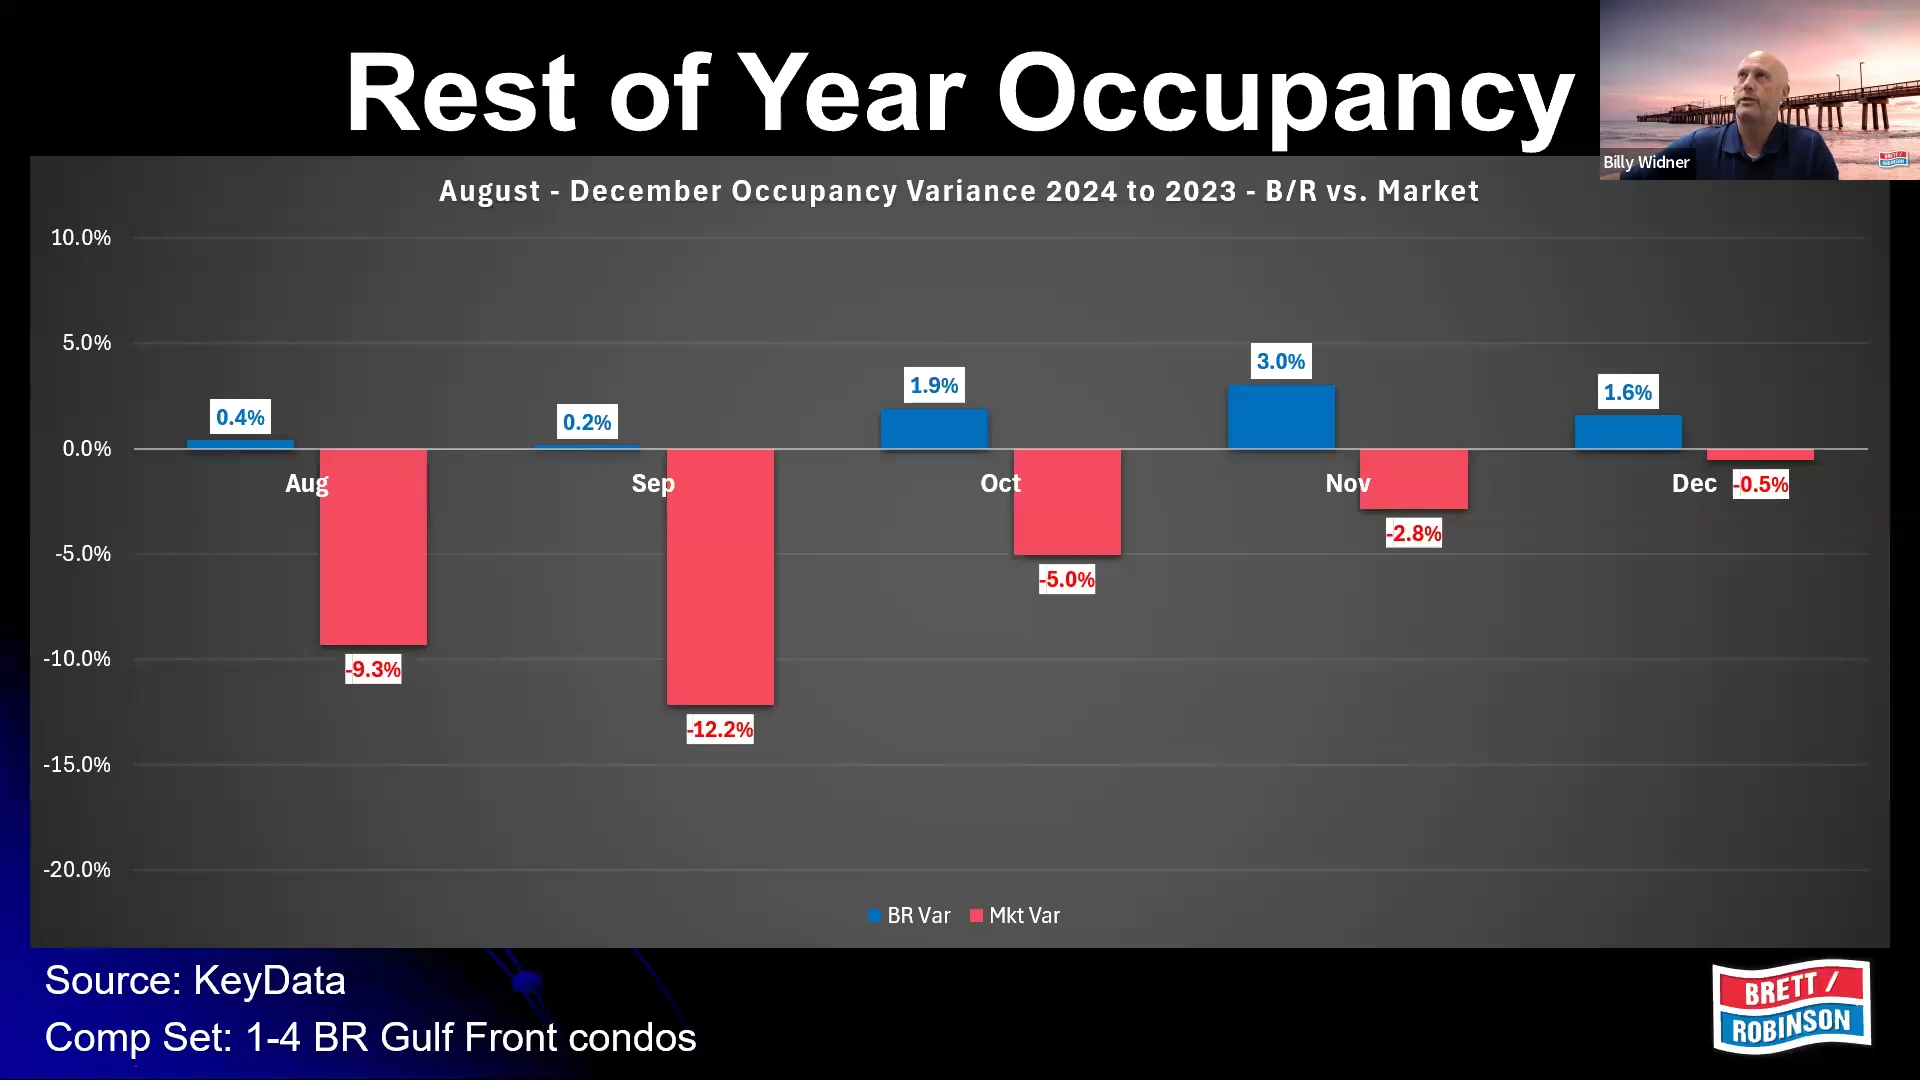 Rest of Year Occupancy
Billy Widner
BRETT /
ROBINSON
August - December Occupancy Variance 2024 to 2023 - B/R vs. Market
10.0%
5.0%
0.0%
-5.0%
-10.0%
-15.0%
-20.0%
0.4%
0.2%
1.9%
3.0%
1.6%
Aug
Sep
Oct
Nov
Dec
-9.3%
-12.2%
-5.0%
-2.8%
-0.5%
BR Var
Mkt Var
Source: KeyData
Comp Set: 1-4 BR Gulf Front condos
BRETT /
ROBINSON